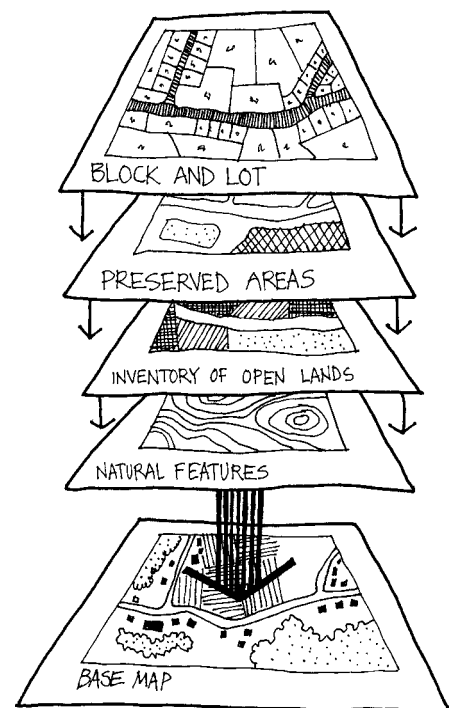 BLOCK AND LOT
PRESERVED AREAS
INVENTORY OF OPEN LANDS
NATURAL FEATURES
BASE MAP